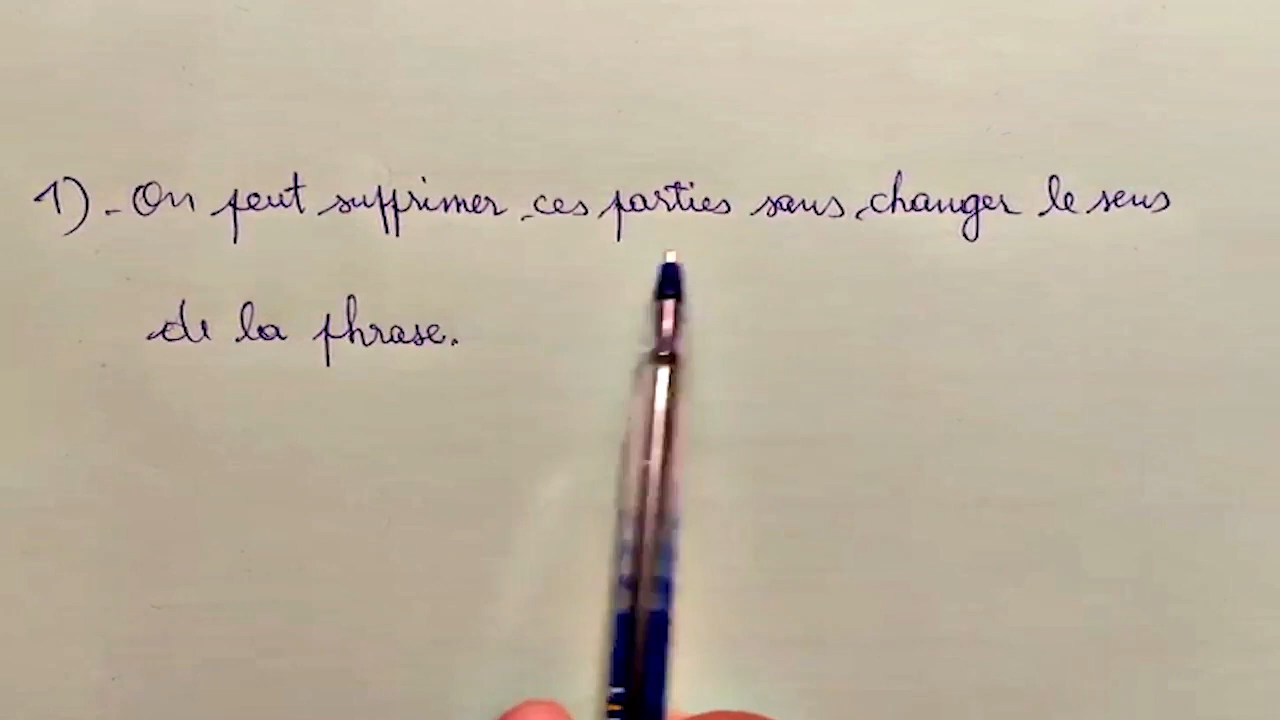 1). On peut supprimer ces parties sans changer le sens
de la phrase.